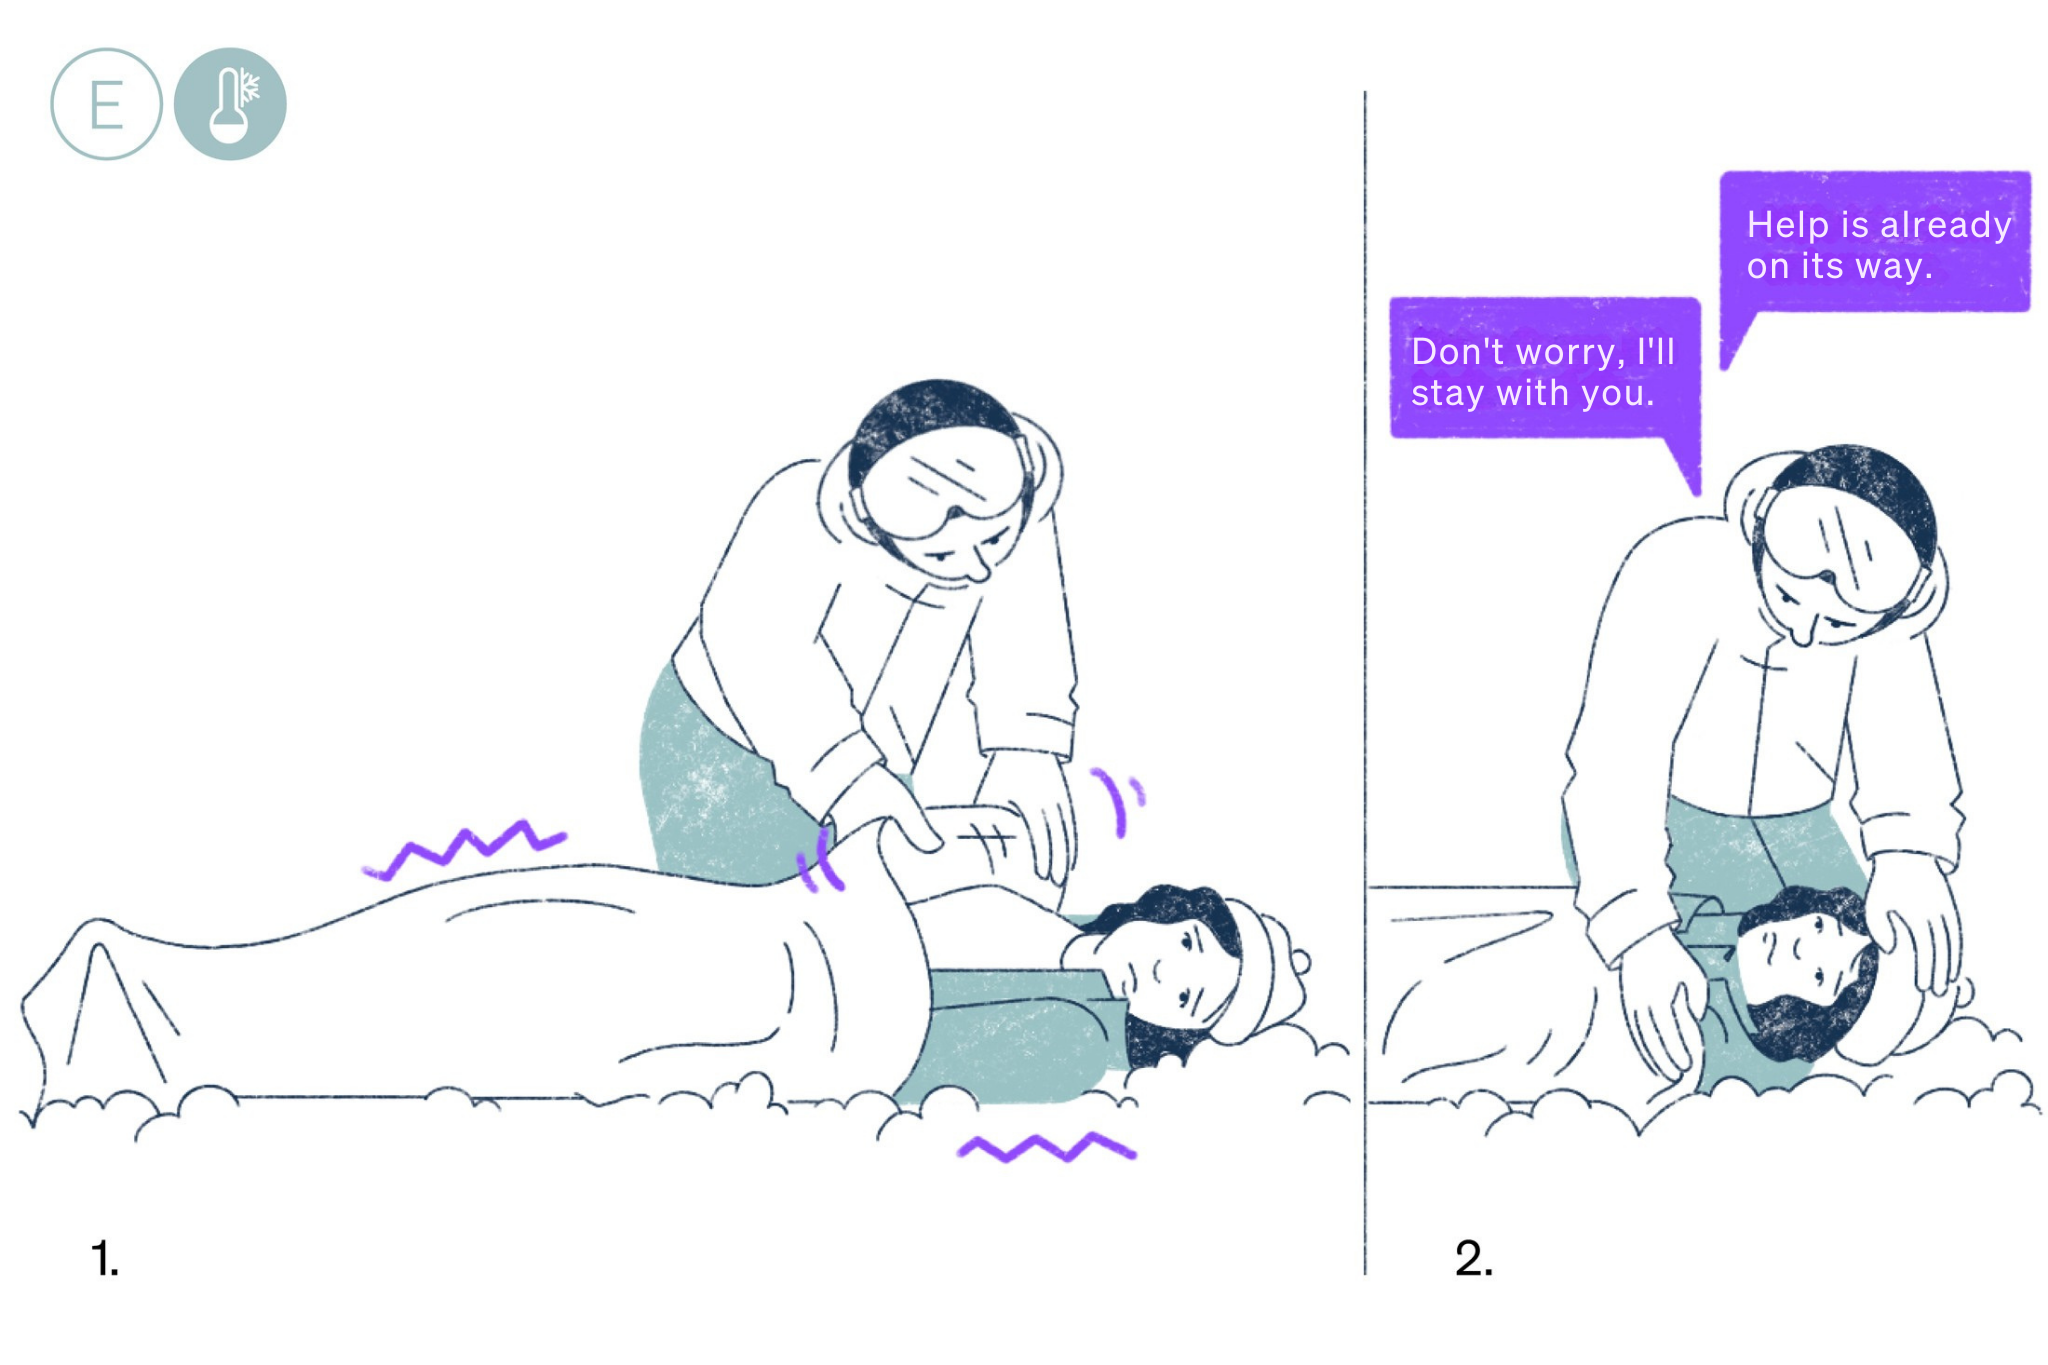 E
Help is already
on its way.
Don't worry, I'll
stay with you.
1.
2.